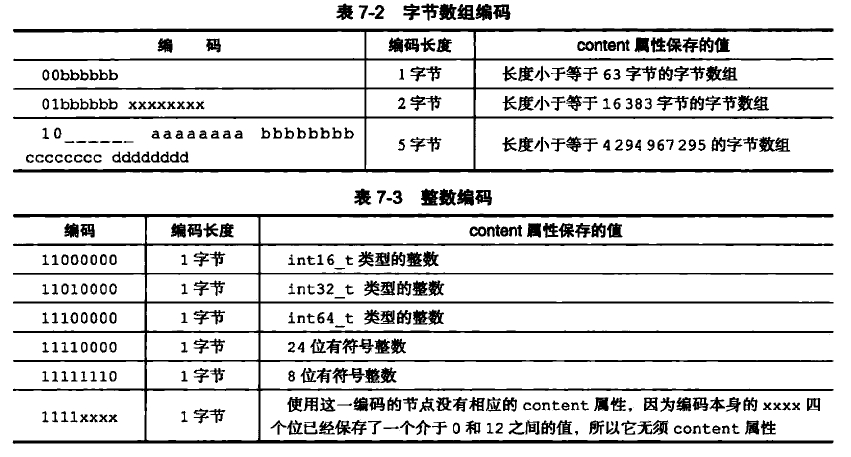 表 7-2 字节数组编码
编 码 编码长度 content 属性保存的值
00bbbbbb 1 字节 长度小于等于 63 字节的字节数组
01bbbbbb xxxxxxxx 2 字节 长度小于等于 16 383 字节的字节数组
10______ aaaaaaaa bbbbbbbb
cccccccc dddddddd 5 字节 长度小于等于 4 294 967 295 的字节数组
表 7-3 整数编码
编码 编码长度 content 属性保存的值
11000000 1 字节 int16_t 类型的整数
11010000 1 字节 int32_t 类型的整数
11100000 1 字节 int64_t 类型的整数
11110000 1 字节 24 位有符号整数
11111110 1 字节 8 位有符号整数
1111xxxx 1 字节 使用这一编码的节点没有相应的 content 属性，因为编码本身的 xxxx 四
个位已经保存了一个介于 0 和 12 之间的值，所以它无须 content 属性